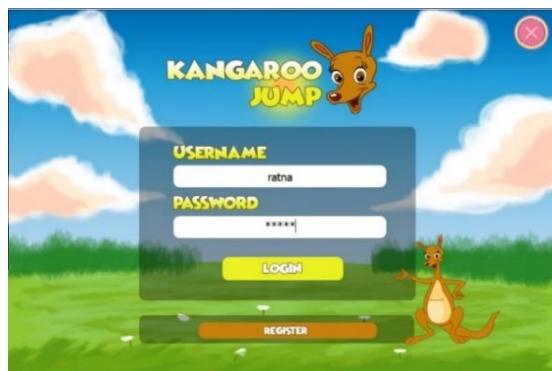 KANGAROO
JUMP
USERNAME
ratna
PASSWORD
*****
LOGIN
REGISTER